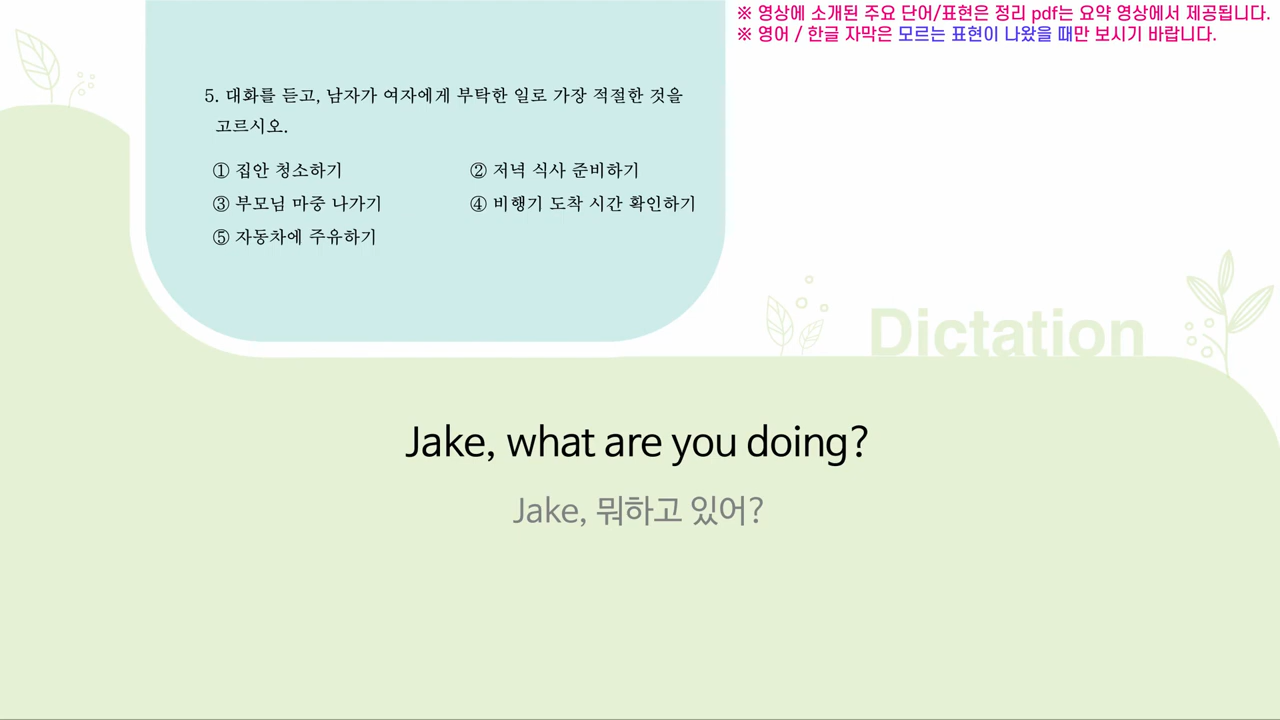 ※ 영상에 소개된 주요 단어/표현은 정리 pdf는 요약 영상에서 제공됩니다.
※ 영어 / 한글 자막은 모르는 표현이 나왔을 때만 보시기 바랍니다.
5. 대화를 듣고, 남자가 여자에게 부탁한 일로 가장 적절한 것을
고르시오.
① 집안 청소하기 ② 저녁 식사 준비하기
③ 부모님 마중 나가기 ④ 비행기 도착 시간 확인하기
⑤ 자동차에 주유하기
Dictation
Jake, what are you doing?
Jake, 뭐하고 있어?